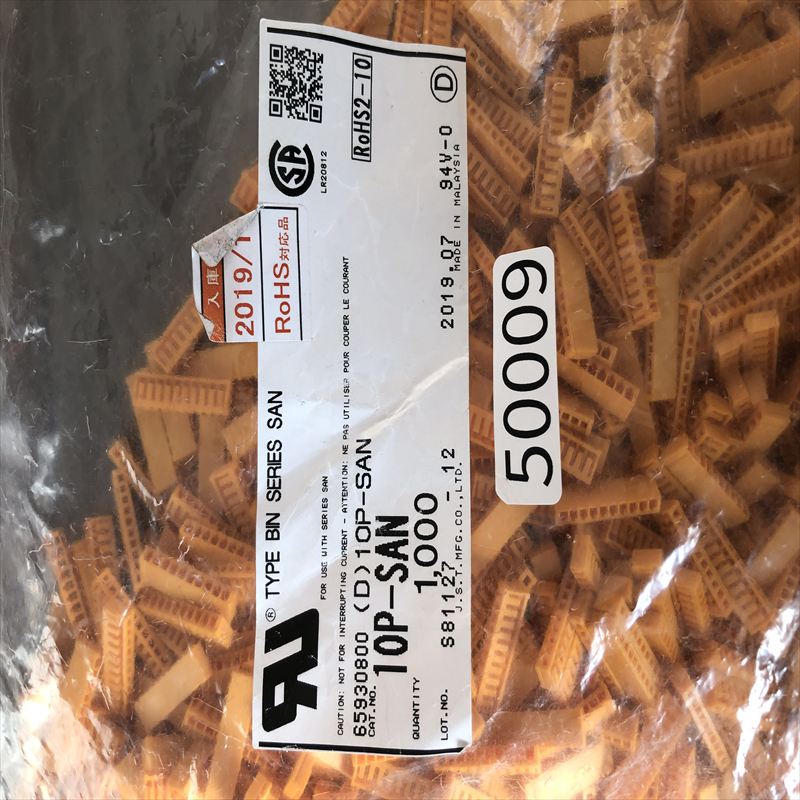 TYPE BIN SERIES SAN
FOR USE WITH SERIES SAN
CAUTION: NOT FOR INTERRUPTING CURRENT - ATTENTION: NE PAS UTILISER POUR COUPER LE COURANT
65930800 (D)10P-SAN
CAT.NO. 10P-SAN
QUANTITY 1,000
LOT.NO. S81127 - 12
J.S.T.MFG.CO.,LTD.
2019.07 94V-0
MADE IN MALAYSIA
D
LR20812
RoHS2-10
入庫
2019/1
RoHS対応品
50009